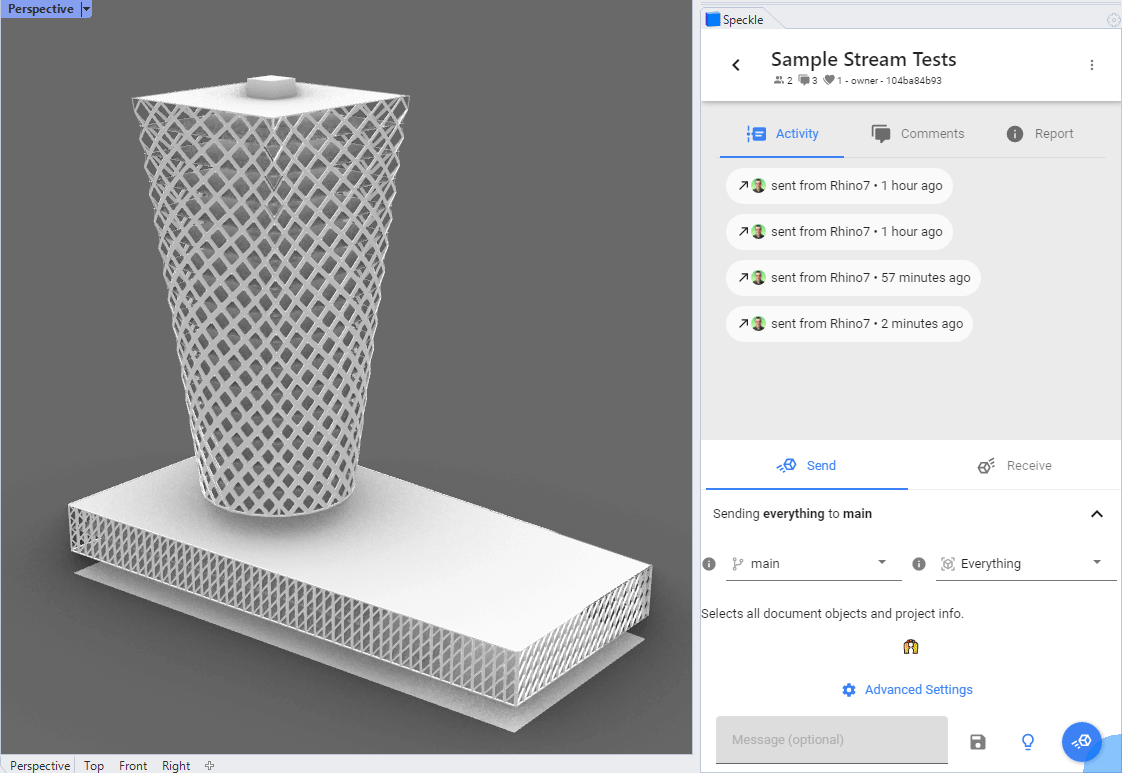 Perspective
Speckle
Sample Stream Tests
2 3 1 - owner - 104ba84b93
Activity
Comments
Report
sent from Rhino7 • 1 hour ago
sent from Rhino7 • 1 hour ago
sent from Rhino7 • 57 minutes ago
sent from Rhino7 • 2 minutes ago
Send
Receive
Sending everything to main
main
Everything
Selects all document objects and project info.
Advanced Settings
Message (optional)
Perspective Top Front Right